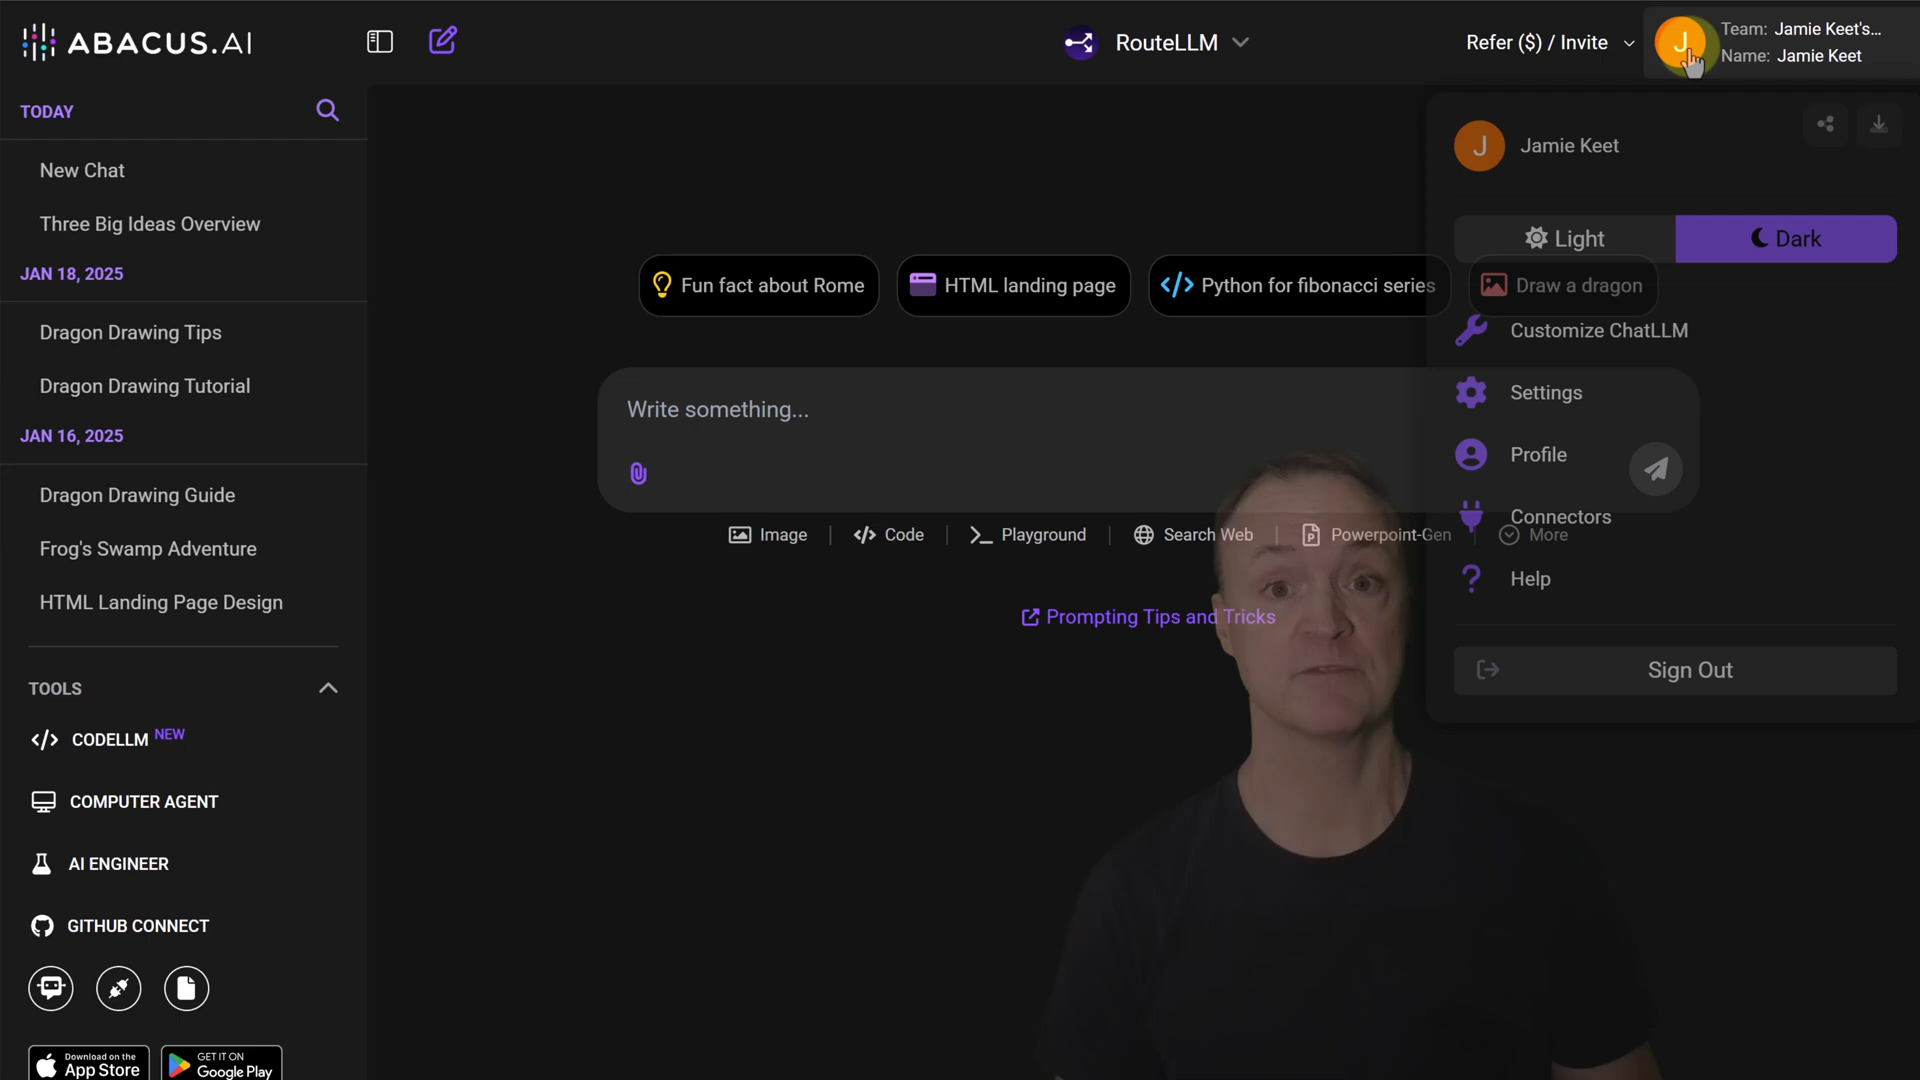 ABACUS.AI
RouteLLM
Refer ($) / Invite
J
Team: Jamie Keet's...
Name: Jamie Keet
TODAY
New Chat
Three Big Ideas Overview
JAN 18, 2025
Dragon Drawing Tips
Dragon Drawing Tutorial
JAN 16, 2025
Dragon Drawing Guide
Frog's Swamp Adventure
HTML Landing Page Design
TOOLS
CODELLM NEW
COMPUTER AGENT
AI ENGINEER
GITHUB CONNECT
Download on the
App Store
GET IT ON
Google Play
Fun fact about Rome
HTML landing page
Python for fibonacci series
Draw a dragon
Write something...
Image
Code
Playground
Search Web
Powerpoint-Gen
More
Prompting Tips and Tricks
J
Jamie Keet
Light
Dark
Customize ChatLLM
Settings
Profile
Connectors
Help
Sign Out